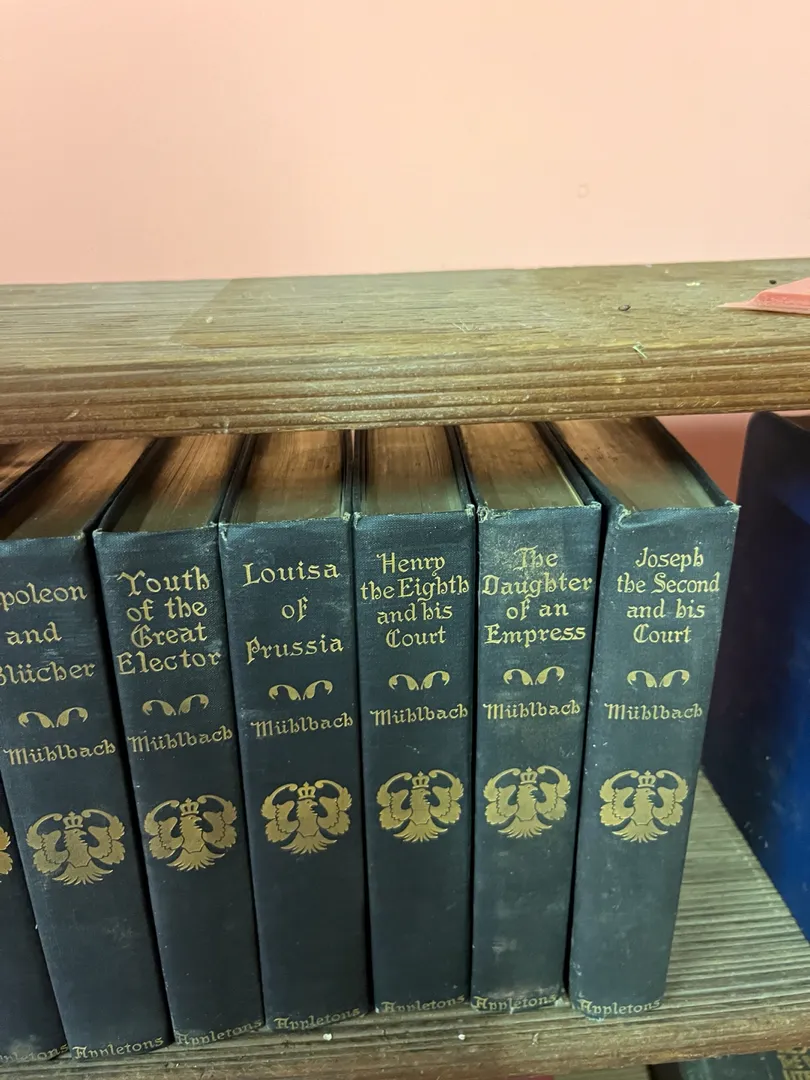 poleon
and
Blücher
Mühlbach
Appletons
Youth
of the
Great
Elector
Mühlbach
Appletons
Louisa
of
Prussia
Mühlbach
Appletons
Henry
the Eighth
and his
Court
Mühlbach
Appletons
The
Daughter
of an
Empress
Mühlbach
Appletons
Joseph
the Second
and his
Court
Mühlbach
Appletons